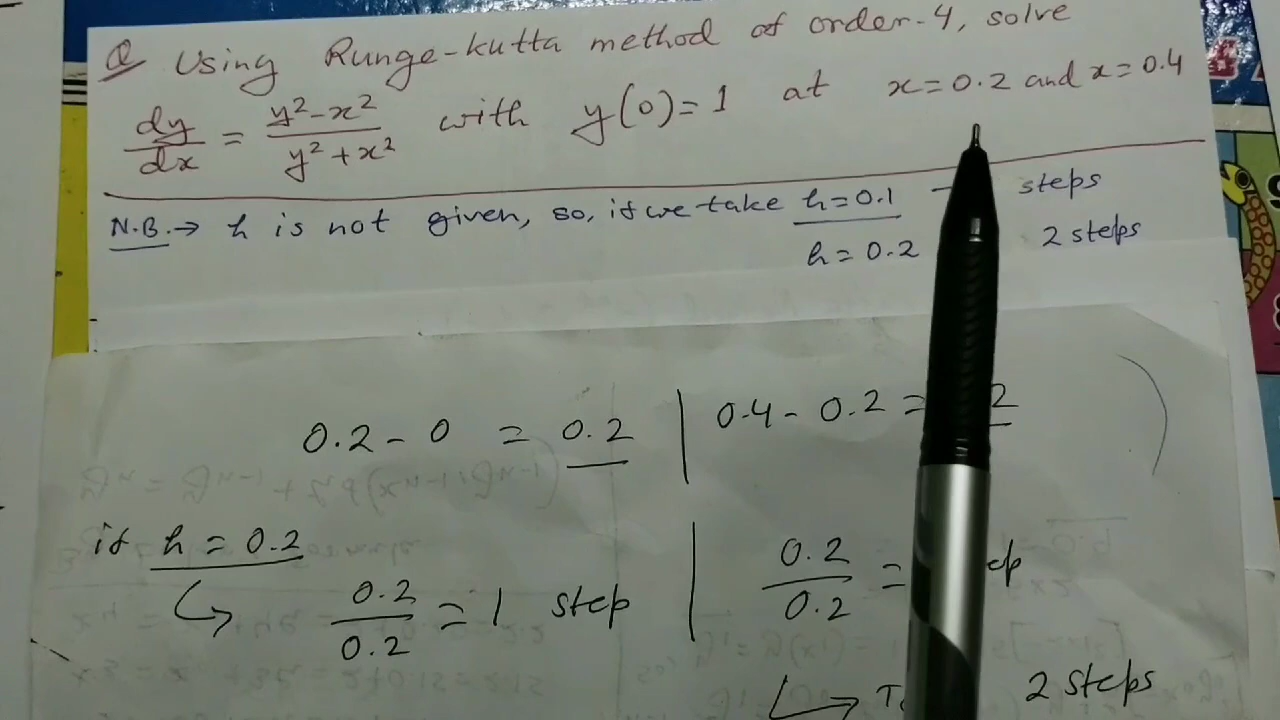 Q Using Runge-Kutta method of order-4, solve
dy/dx = y²-x²/y²+x² with y(0)=1 at x=0.2 and x=0.4
N.B.→ h is not given, so, if we take h=0.1 → steps
h=0.2 2 steps
0.2-0 = 0.2 | 0.4-0.2 = 2
if h=0.2
↳ 0.2/0.2 = 1 step | 0.2/0.2 =
↳ 2 steps